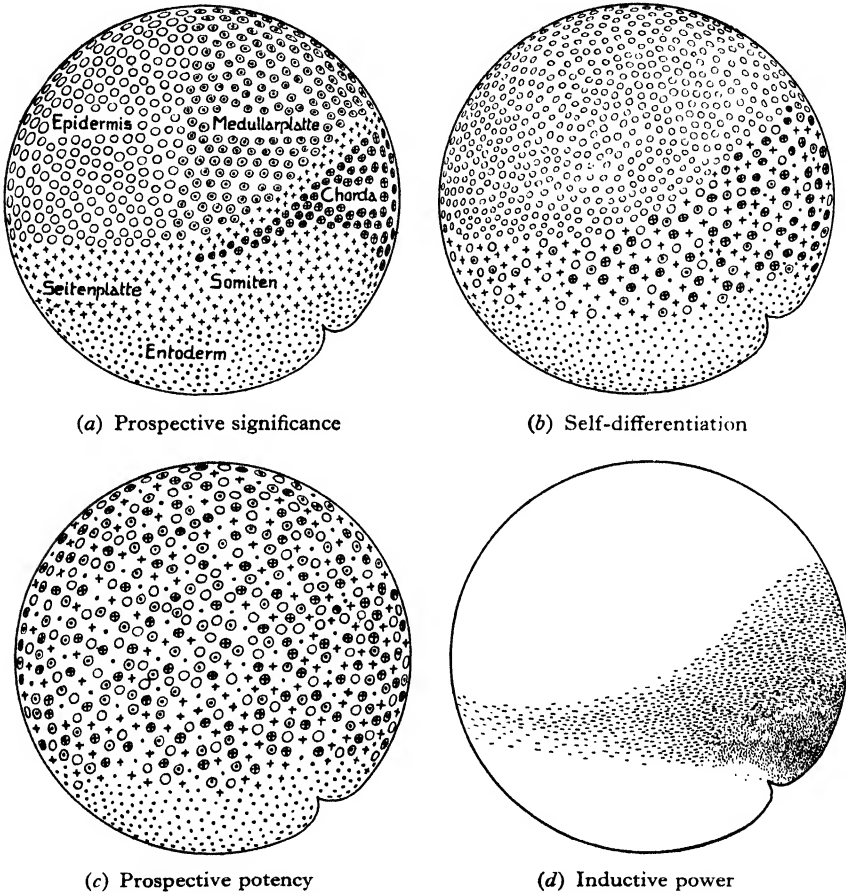 Epidermis
Medullarplatte
Chorda
Seitenplatte
Somiten
Entoderm
(a) Prospective significance
(b) Self-differentiation
(c) Prospective potency
(d) Inductive power